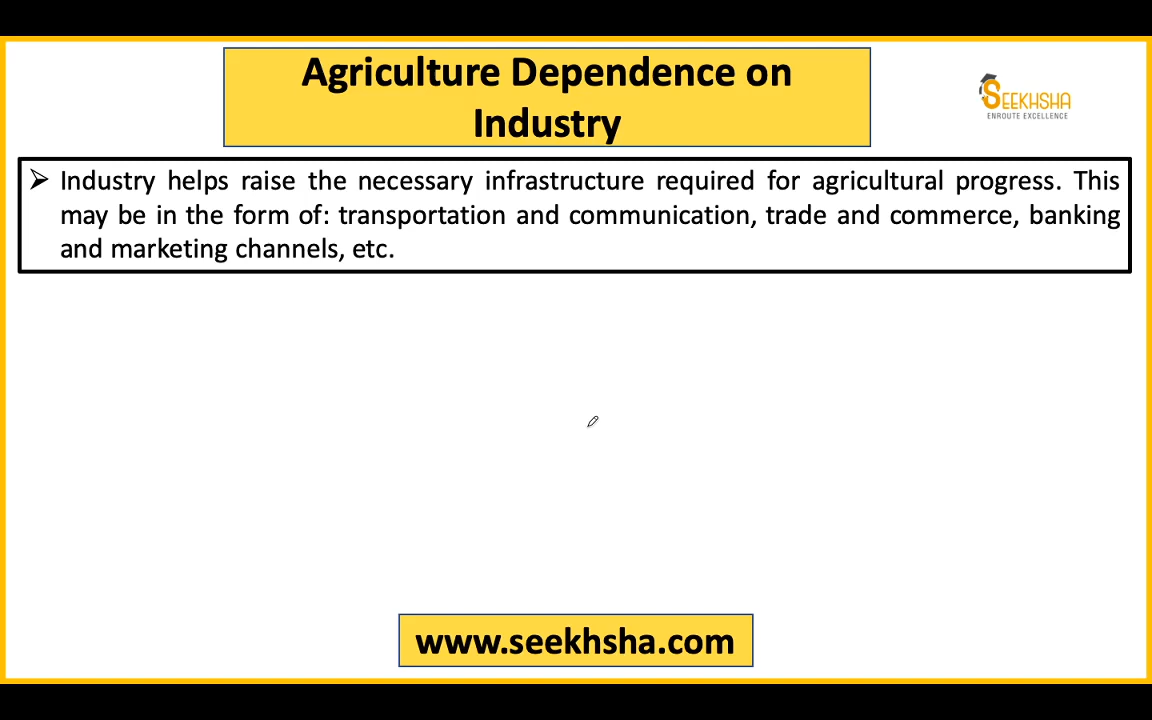 Agriculture Dependence on
Industry
SEEKHSHA
ENROUTE EXCELLENCE
➢ Industry helps raise the necessary infrastructure required for agricultural progress. This
may be in the form of: transportation and communication, trade and commerce, banking
and marketing channels, etc.
www.seekhsha.com